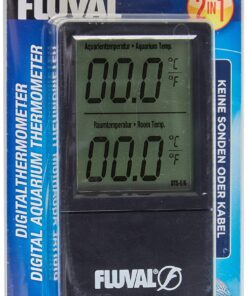 FLUVAL
2
IN 1
Aquarientemperatur • Aquarium Temp.
00.0 °C
°F
Raumtemperatur • Room Temp.
00.0 °C
°F
FLUVAL
DIGITALTHERMOMETER
DIGITAL AQUARIUM THERMOMETER
KEINE SONDEN ODER KABEL